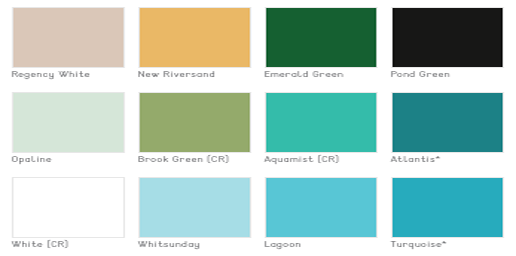 Regency White New Riversand Emerald Green Pond Green
Opaline Brook Green (CR) Aquamist (CR) Atlantis*
White (CR) Whitsunday Lagoon Turquoise*